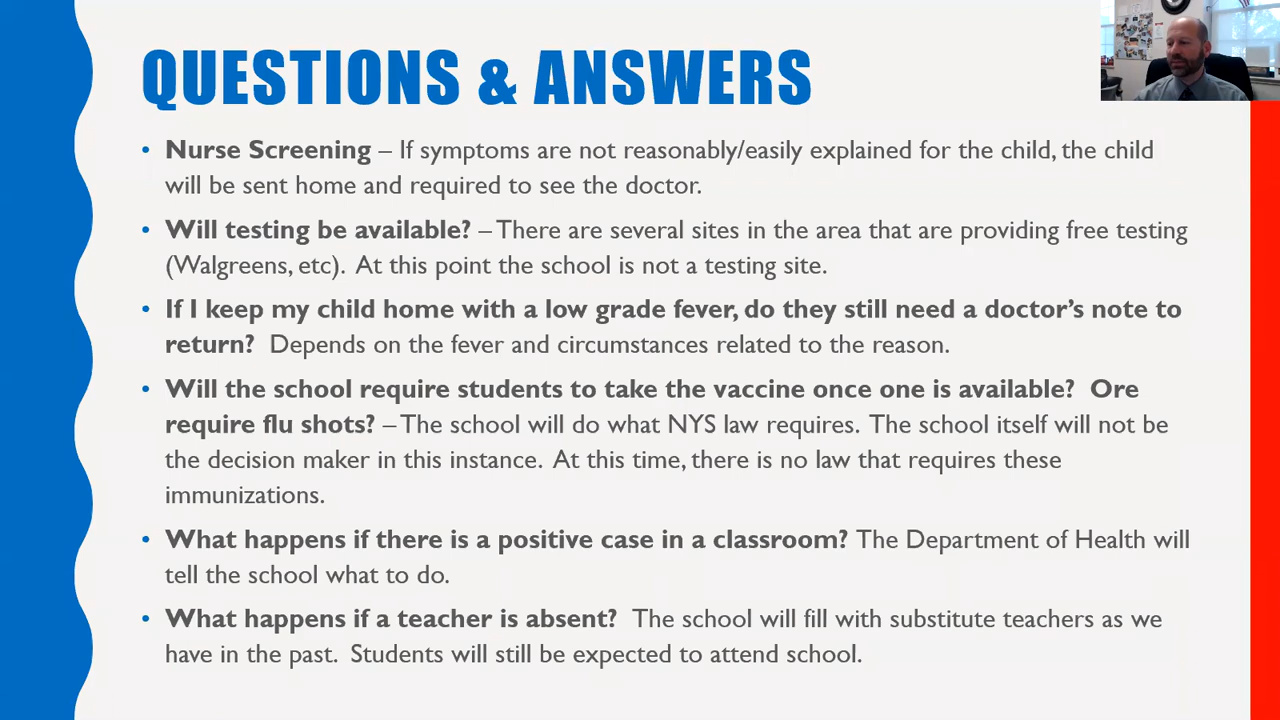 QUESTIONS & ANSWERS
• Nurse Screening – If symptoms are not reasonably/easily explained for the child, the child
will be sent home and required to see the doctor.
• Will testing be available? – There are several sites in the area that are providing free testing
(Walgreens, etc). At this point the school is not a testing site.
• If I keep my child home with a low grade fever, do they still need a doctor’s note to
return? Depends on the fever and circumstances related to the reason.
• Will the school require students to take the vaccine once one is available? Ore
require flu shots? – The school will do what NYS law requires. The school itself will not be
the decision maker in this instance. At this time, there is no law that requires these
immunizations.
• What happens if there is a positive case in a classroom? The Department of Health will
tell the school what to do.
• What happens if a teacher is absent? The school will fill with substitute teachers as we
have in the past. Students will still be expected to attend school.